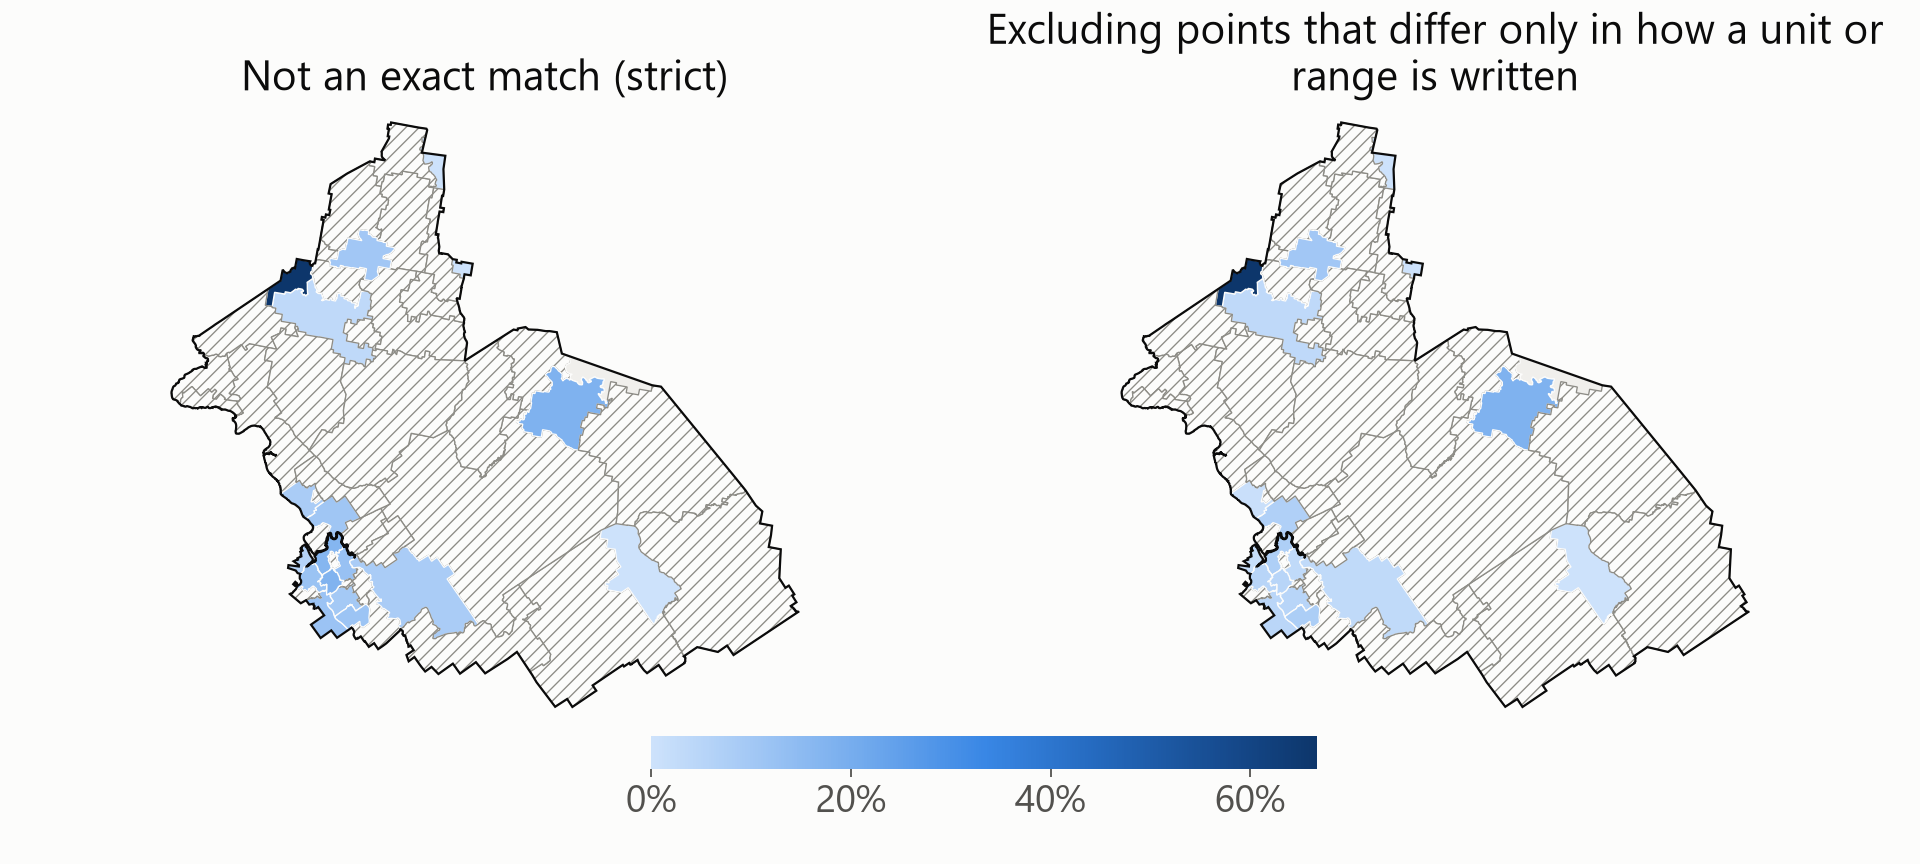 Not an exact match (strict)
Excluding points that differ only in how a unit or
range is written
0%
20%
40%
60%